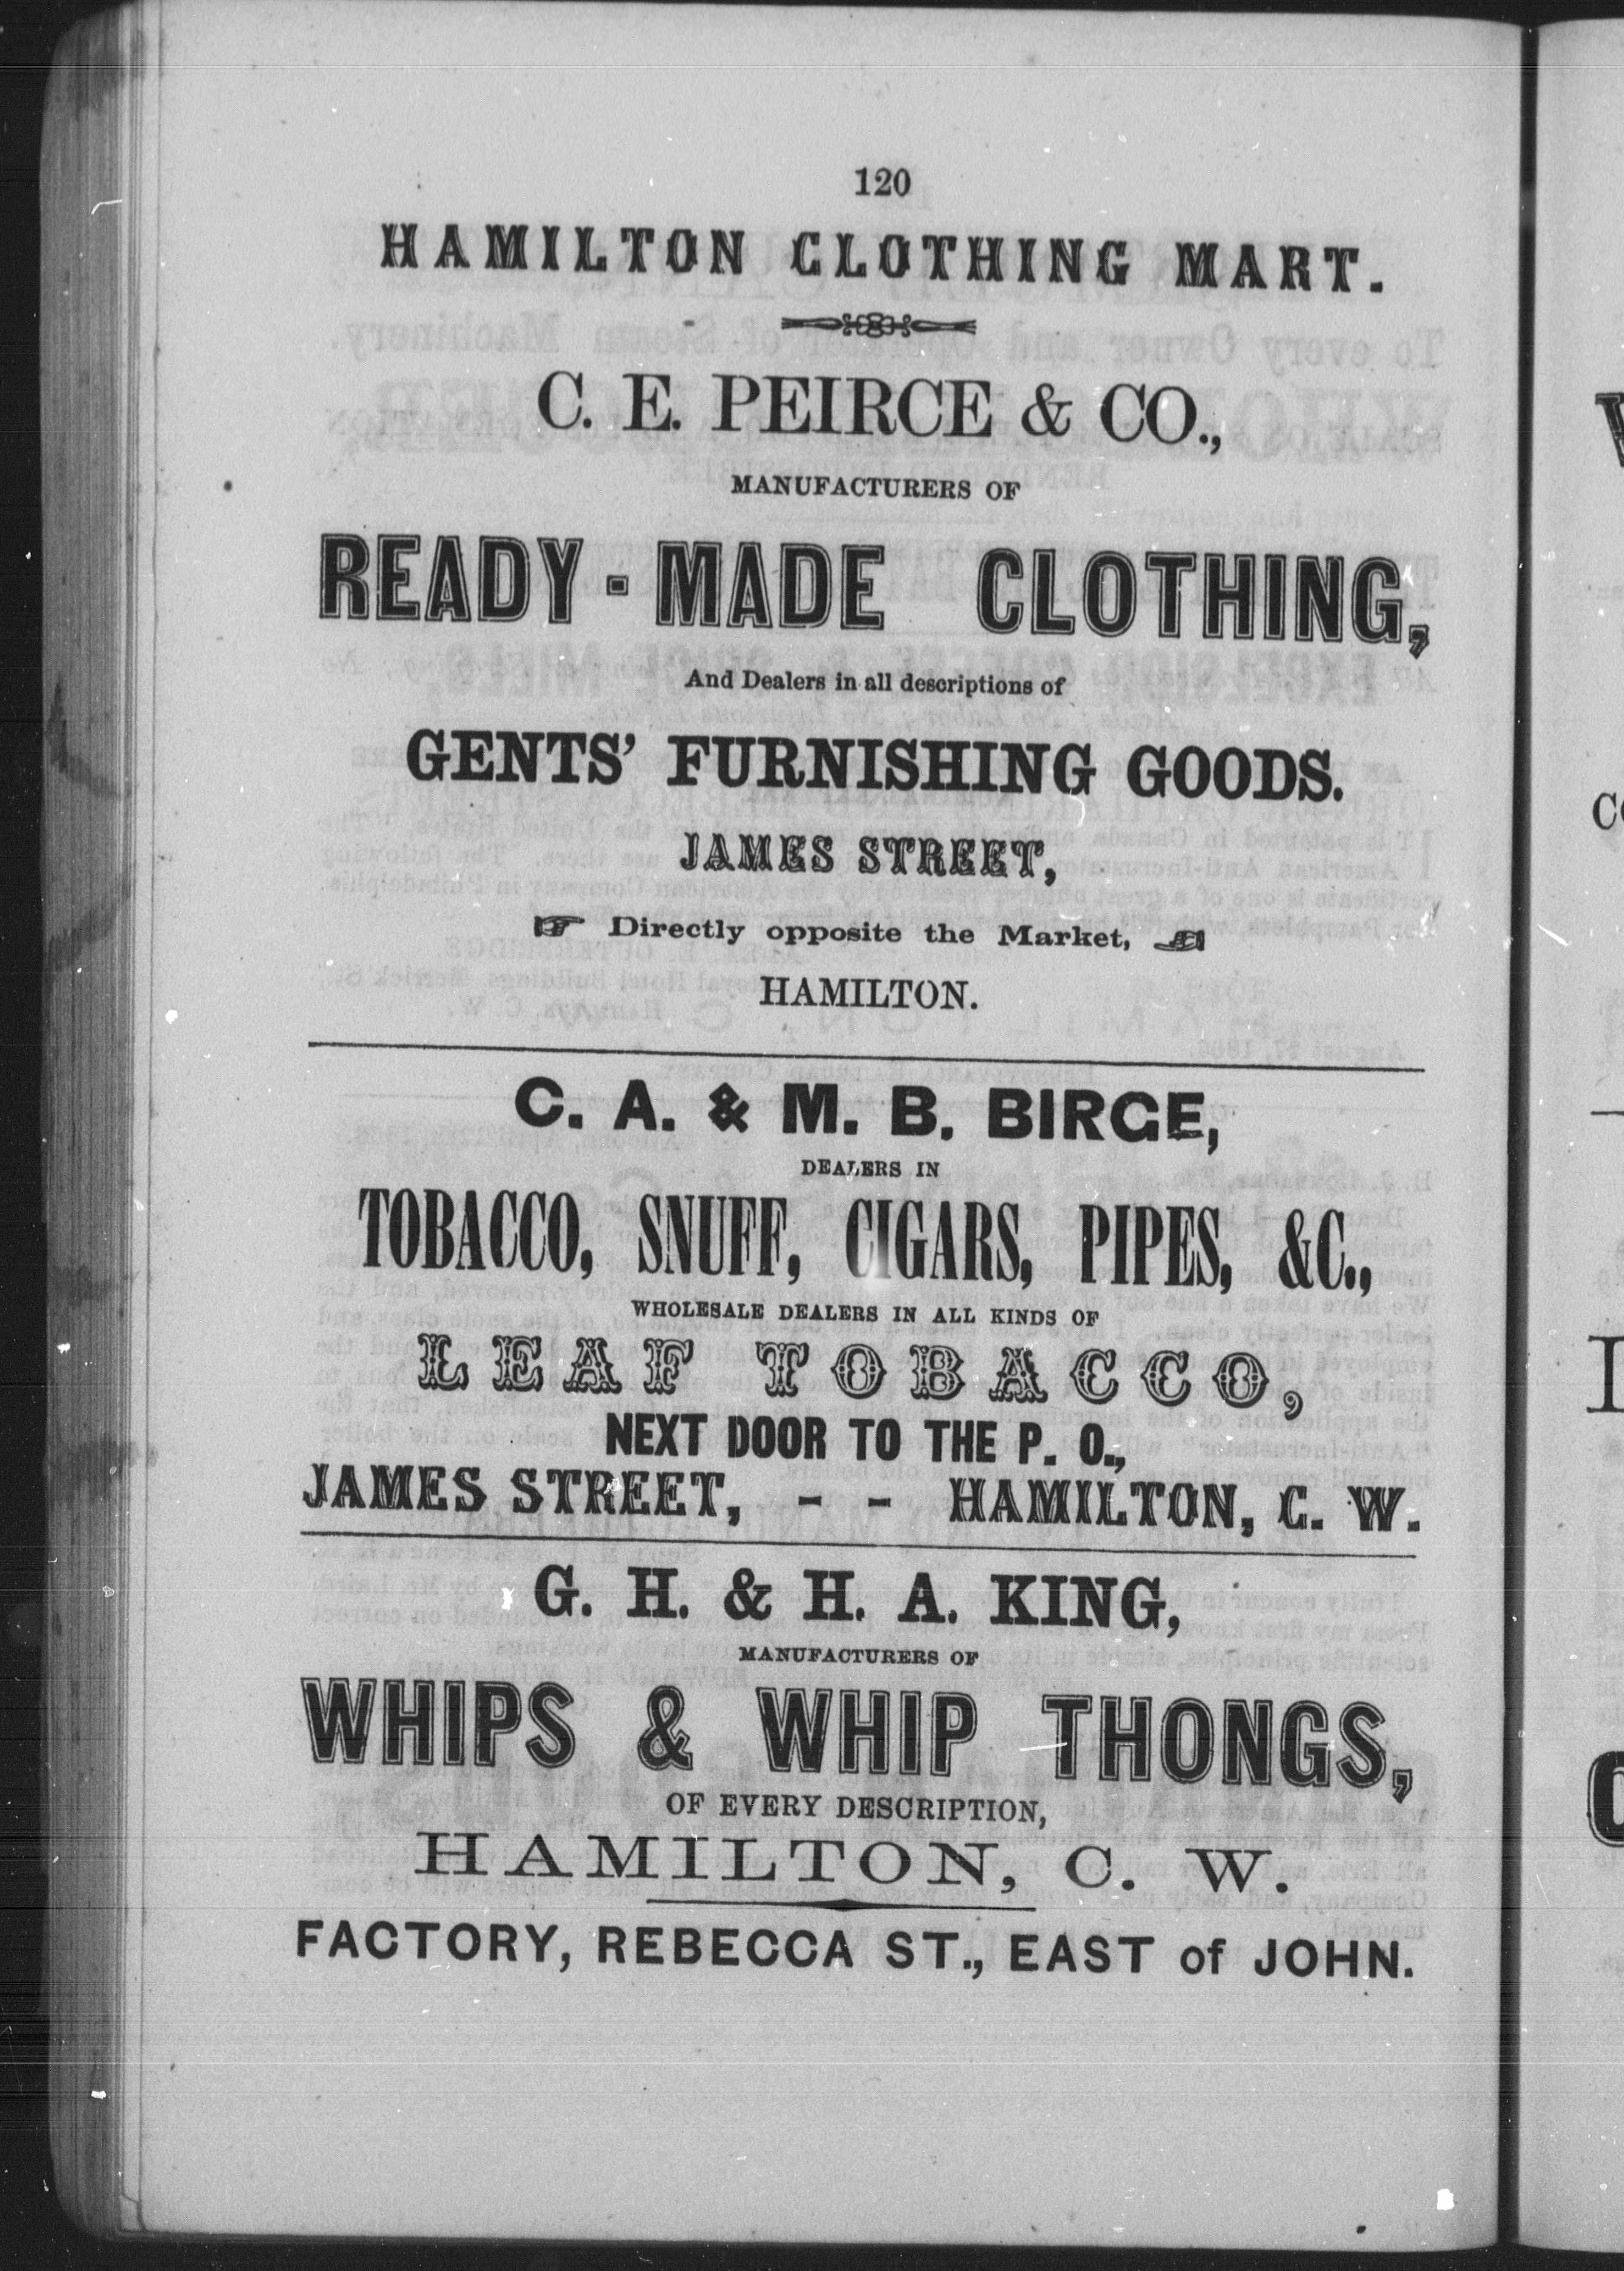 120
HAMILTON CLOTHING MART.
C. E. PEIRCE & CO.,
MANUFACTURERS OF
READY-MADE CLOTHING,
And Dealers in all descriptions of
GENTS' FURNISHING GOODS.
JAMES STREET,
☞ Directly opposite the Market, ☜
HAMILTON.
C. A. & M. B. BIRGE,
DEALERS IN
TOBACCO, SNUFF, CIGARS, PIPES, &C.,
WHOLESALE DEALERS IN ALL KINDS OF
LEAF TOBACCO,
NEXT DOOR TO THE P. O.,
JAMES STREET, - - HAMILTON, C. W.
G. H. & H. A. KING,
MANUFACTURERS OF
WHIPS & WHIP THONGS,
OF EVERY DESCRIPTION,
HAMILTON, C. W.
FACTORY, REBECCA ST., EAST of JOHN.